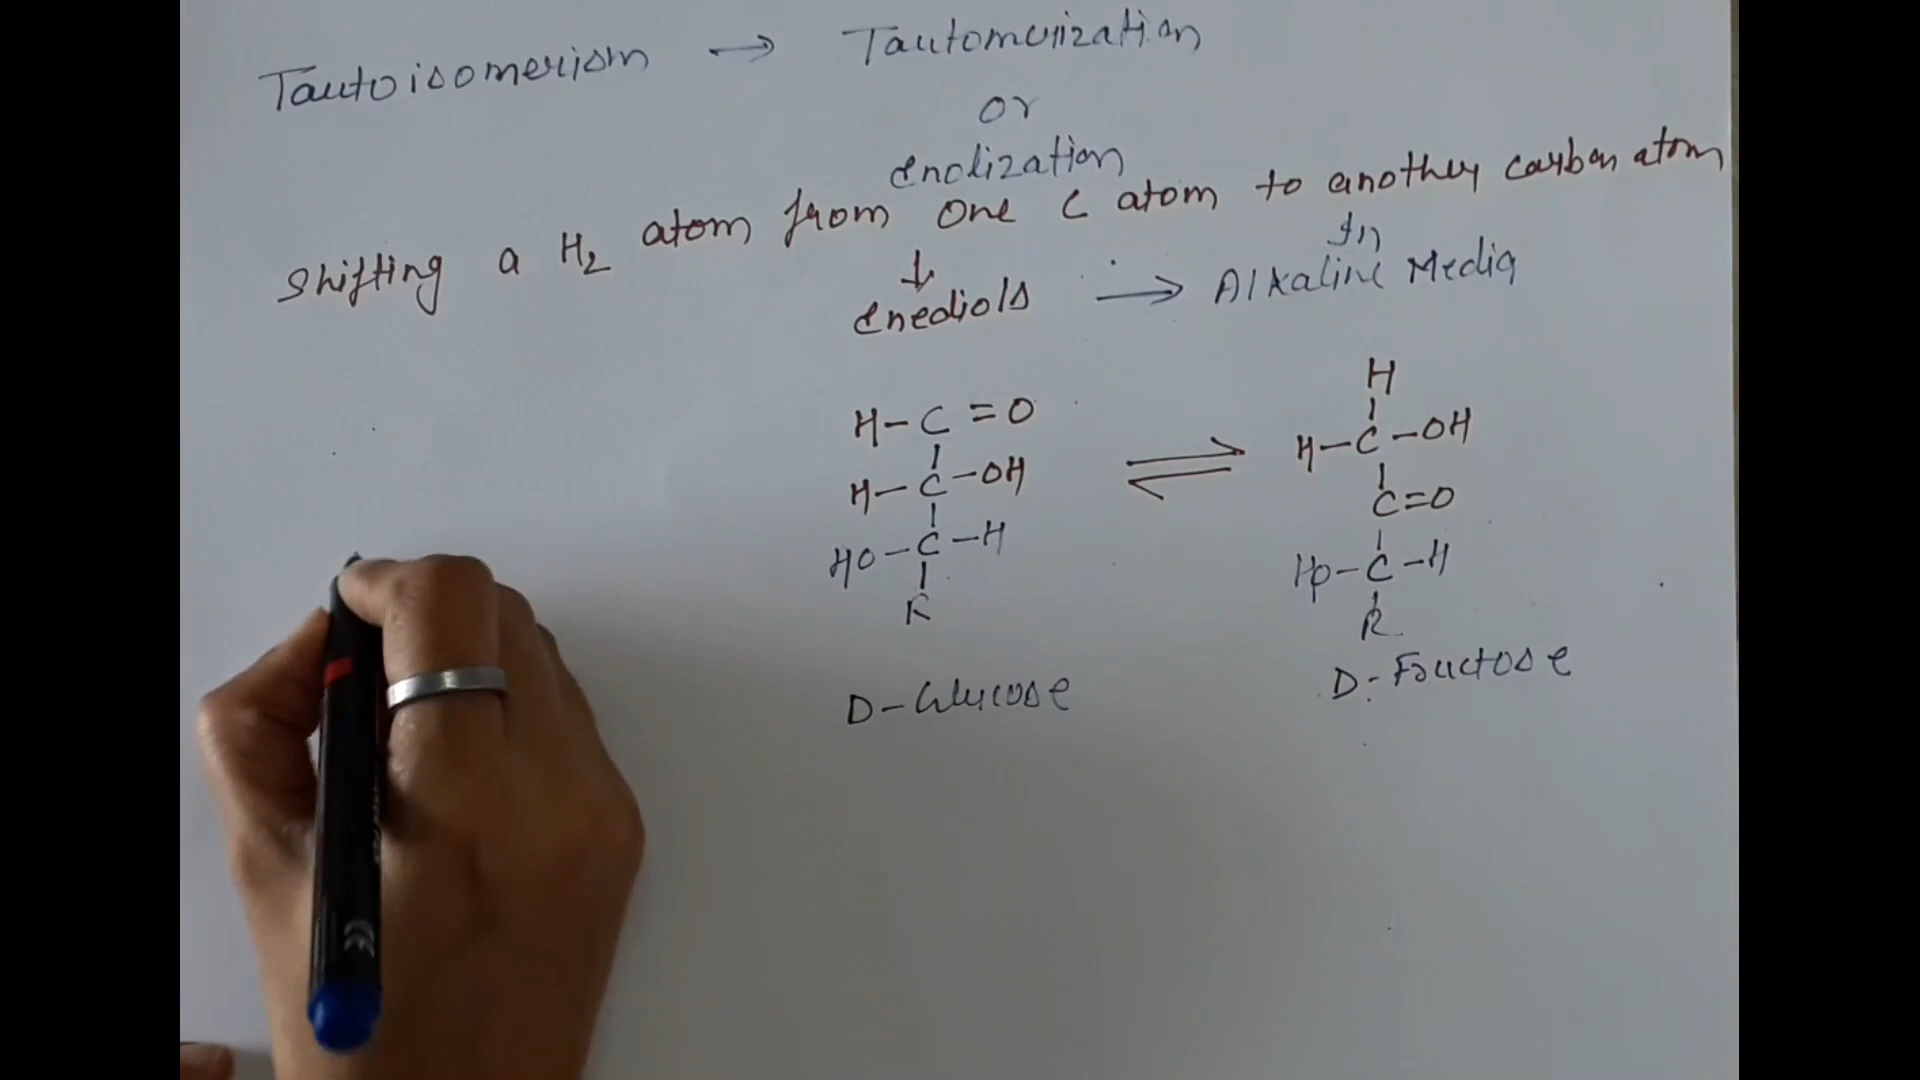 Tautoisomerism → Tautomerization
or
enolization
Shifting a H2 atom from one C atom to another carbon atom
↓ In
enediols → Alkaline Media
H-C=O
H-C-OH
HO-C-H
R
D-Glucose
⇌
H
H-C-OH
C=O
HO-C-H
R
D-Fructose